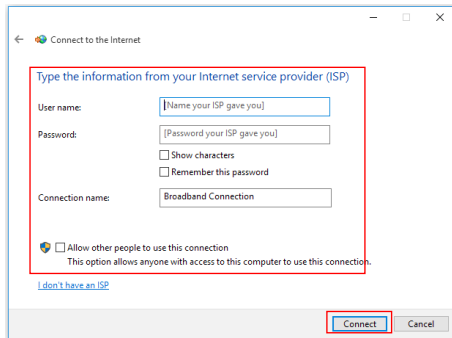 Connect to the Internet
Type the information from your Internet service provider (ISP)
User name: [Name your ISP gave you]
Password: [Password your ISP gave you]
Show characters
Remember this password
Connection name: Broadband Connection
Allow other people to use this connection
This option allows anyone with access to this computer to use this connection.
I don't have an ISP
Connect Cancel